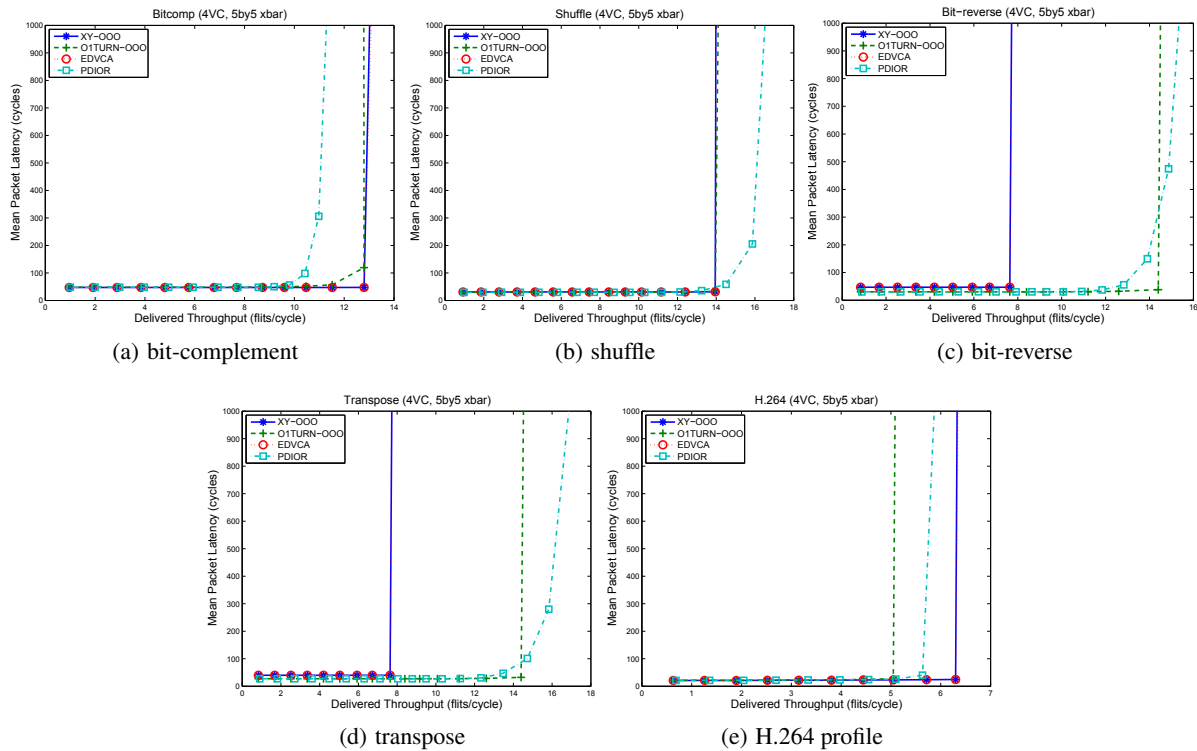 Bitcomp (4VC, 5by5 xbar)
1000
900
800
700
600
500
400
300
200
100
0
Mean Packet Latency (cycles)
XY-OOO
O1TURN-OOO
EDVCA
PDIOR
0 2 4 6 8 10 12 14
Delivered Throughput (flits/cycle)
(a) bit-complement
Shuffle (4VC, 5by5 xbar)
1000
900
800
700
600
500
400
300
200
100
0
Mean Packet Latency (cycles)
XY-OOO
O1TURN-OOO
EDVCA
PDIOR
0 2 4 6 8 10 12 14 16 18
Delivered Throughput (flits/cycle)
(b) shuffle
Bit-reverse (4VC, 5by5 xbar)
1000
900
800
700
600
500
400
300
200
100
0
Mean Packet Latency (cycles)
XY-OOO
O1TURN-OOO
EDVCA
PDIOR
0 2 4 6 8 10 12 14 16
Delivered Throughput (flits/cycle)
(c) bit-reverse
Transpose (4VC, 5by5 xbar)
1000
900
800
700
600
500
400
300
200
100
0
Mean Packet Latency (cycles)
XY-OOO
O1TURN-OOO
EDVCA
PDIOR
0 2 4 6 8 10 12 14 16 18
Delivered Throughput (flits/cycle)
(d) transpose
H.264 (4VC, 5by5 xbar)
1000
900
800
700
600
500
400
300
200
100
0
Mean Packet Latency (cycles)
XY-OOO
O1TURN-OOO
EDVCA
PDIOR
0 1 2 3 4 5 6 7
Delivered Throughput (flits/cycle)
(e) H.264 profile